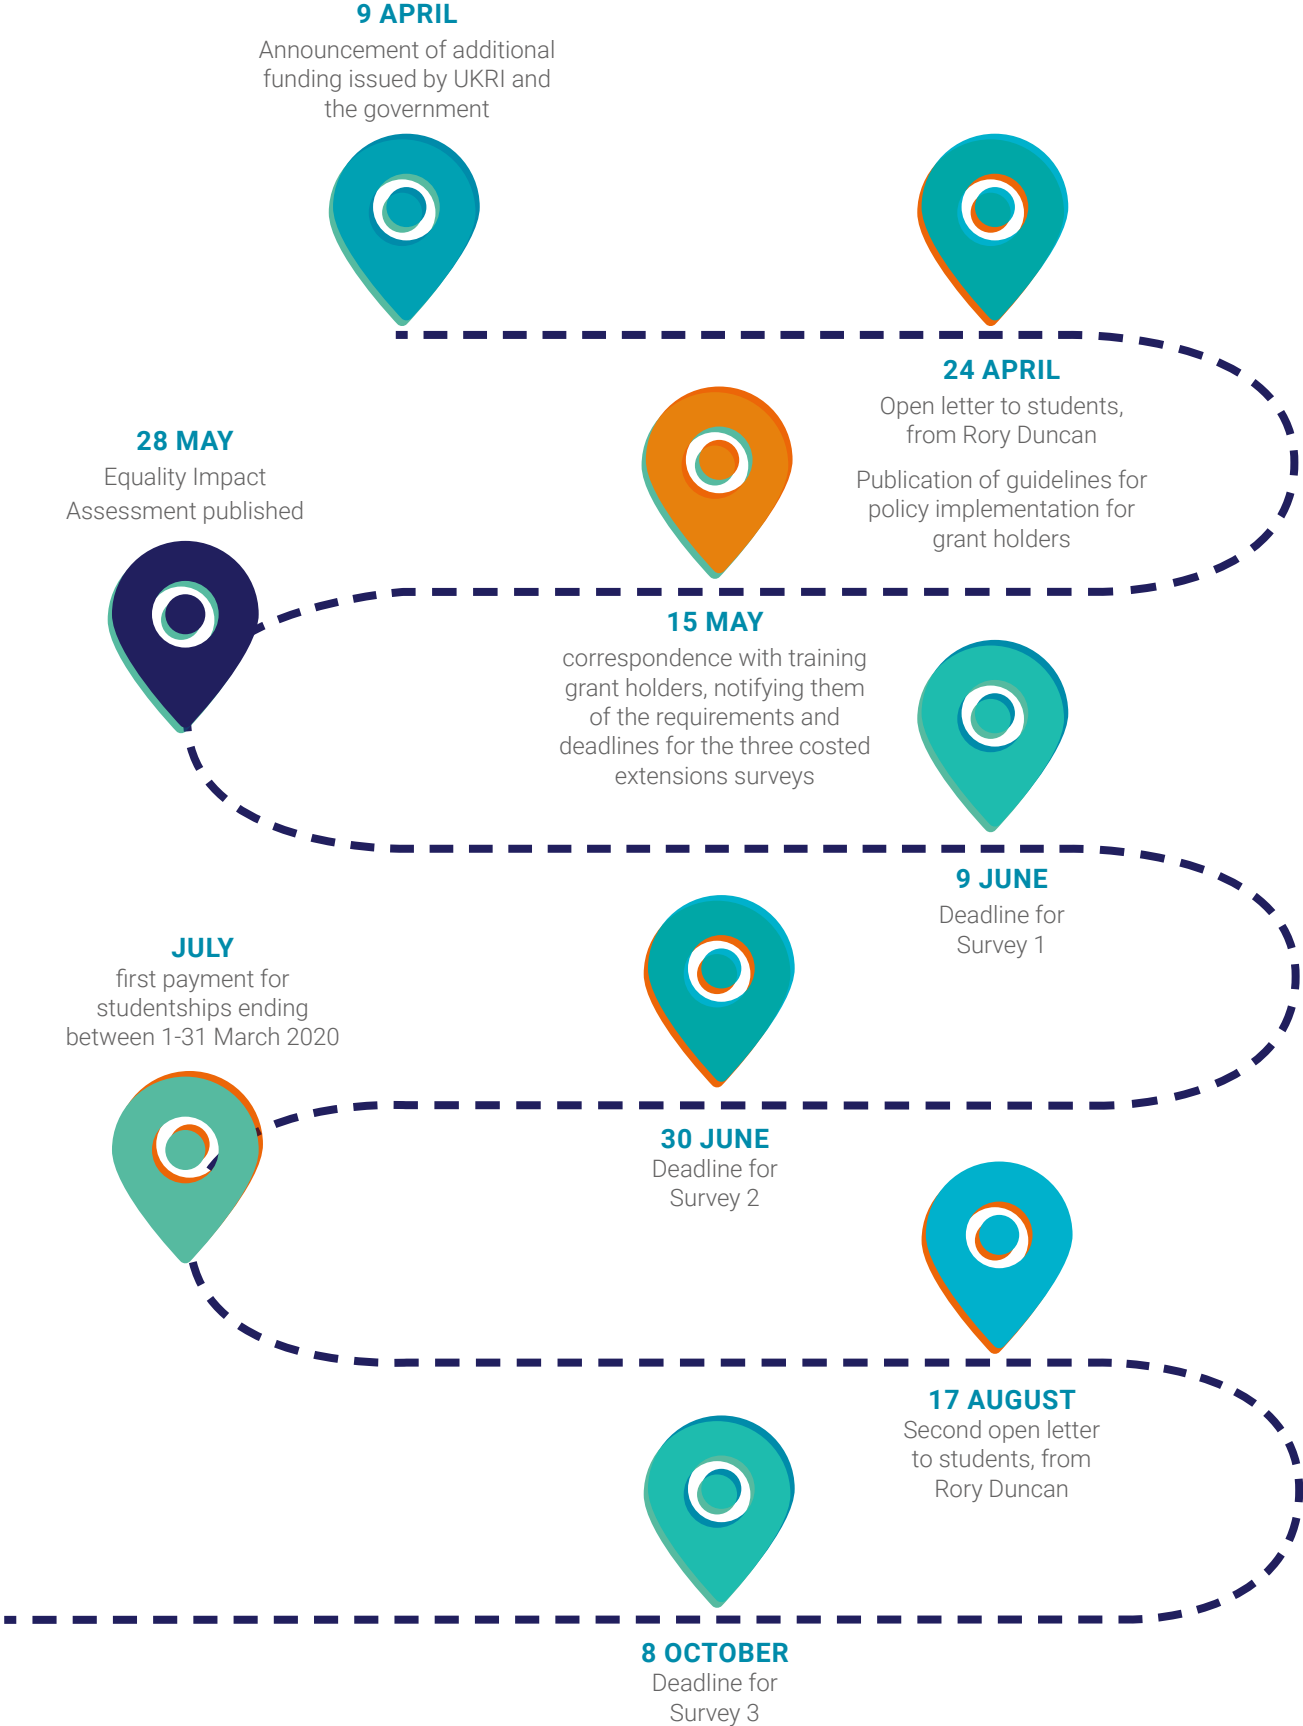 9 APRIL
Announcement of additional
funding issued by UKRI and
the government
24 APRIL
Open letter to students,
from Rory Duncan
Publication of guidelines for
policy implementation for
grant holders
15 MAY
correspondence with training
grant holders, notifying them
of the requirements and
deadlines for the three costed
extensions surveys
28 MAY
Equality Impact
Assessment published
9 JUNE
Deadline for
Survey 1
30 JUNE
Deadline for
Survey 2
JULY
first payment for
studentships ending
between 1-31 March 2020
17 AUGUST
Second open letter
to students, from
Rory Duncan
8 OCTOBER
Deadline for
Survey 3